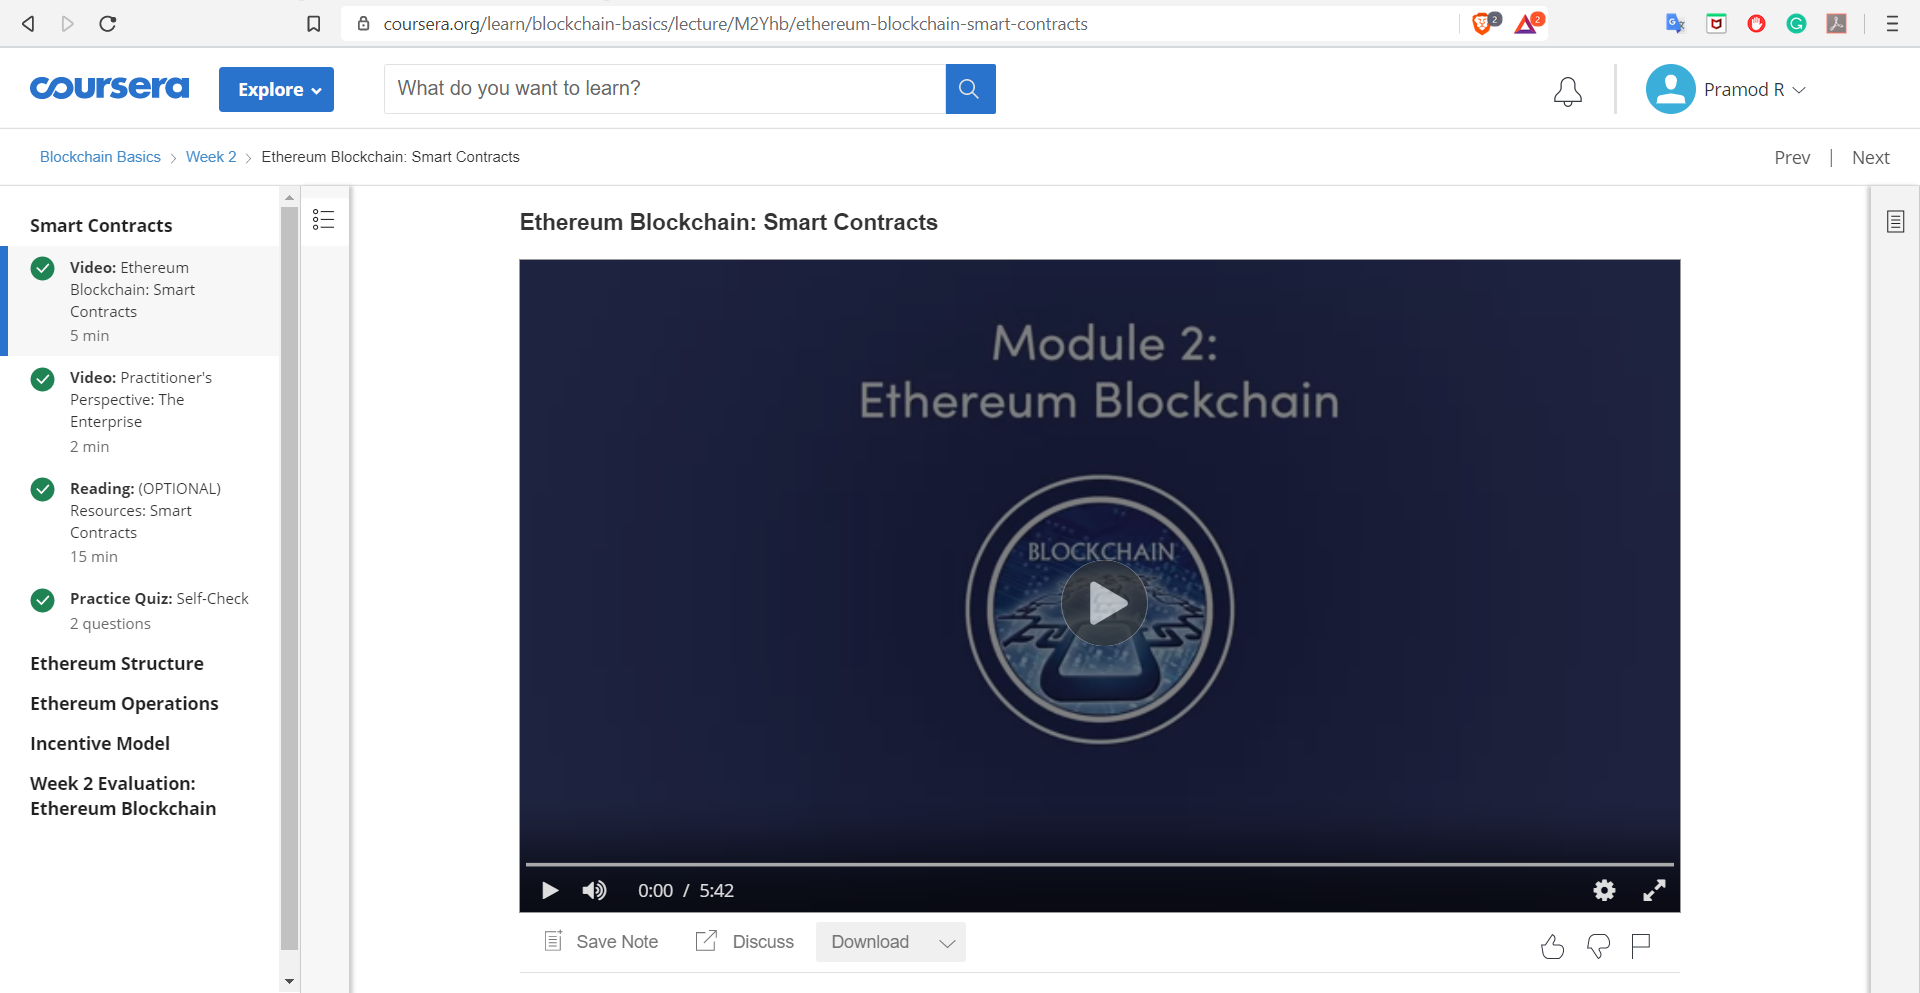 coursera.org/learn/blockchain-basics/lecture/M2Yhb/ethereum-blockchain-smart-contracts
2
2
coursera
Explore
What do you want to learn?
Pramod R
Blockchain Basics > Week 2 > Ethereum Blockchain: Smart Contracts
Prev | Next
Smart Contracts
Video: Ethereum
Blockchain: Smart
Contracts
5 min
Video: Practitioner's
Perspective: The
Enterprise
2 min
Reading: (OPTIONAL)
Resources: Smart
Contracts
15 min
Practice Quiz: Self-Check
2 questions
Ethereum Structure
Ethereum Operations
Incentive Model
Week 2 Evaluation:
Ethereum Blockchain
Ethereum Blockchain: Smart Contracts
Module 2:
Ethereum Blockchain
BLOCKCHAIN
0:00 / 5:42
Save Note
Discuss
Download